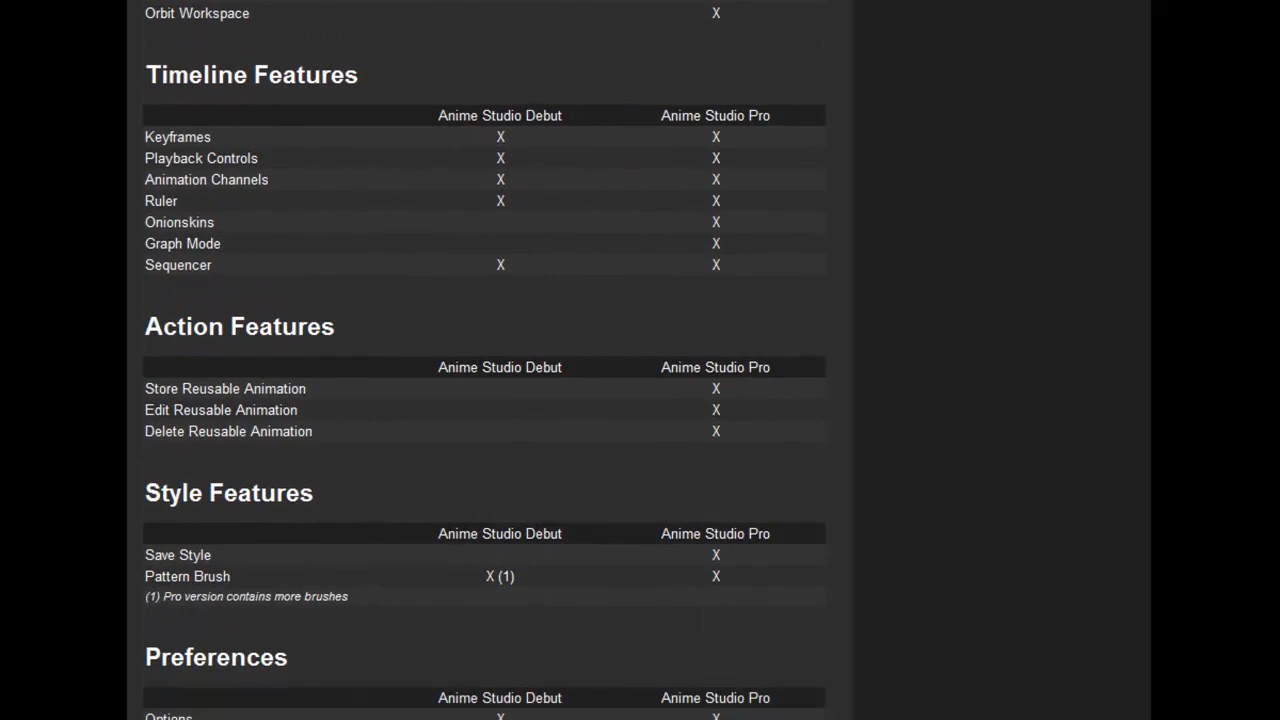 Orbit Workspace X
Timeline Features
Anime Studio Debut Anime Studio Pro
Keyframes X X
Playback Controls X X
Animation Channels X X
Ruler X X
Onionskins X
Graph Mode X
Sequencer X X
Action Features
Anime Studio Debut Anime Studio Pro
Store Reusable Animation X
Edit Reusable Animation X
Delete Reusable Animation X
Style Features
Anime Studio Debut Anime Studio Pro
Save Style X
Pattern Brush X (1) X
(1) Pro version contains more brushes
Preferences
Anime Studio Debut Anime Studio Pro
Options X X